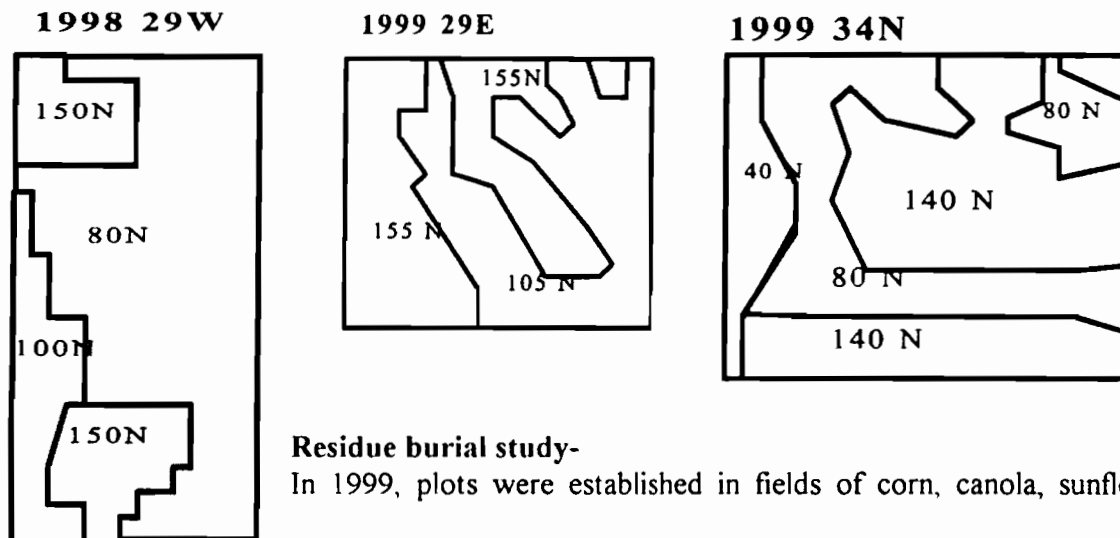 1998 29W
1999 29E
1999 34N
150N
80N
100N
150N
155N
155 N
105 N
80 N
40 N
140 N
80 N
140 N
Residue burial study-
In 1999, plots were established in fields of corn, canola,